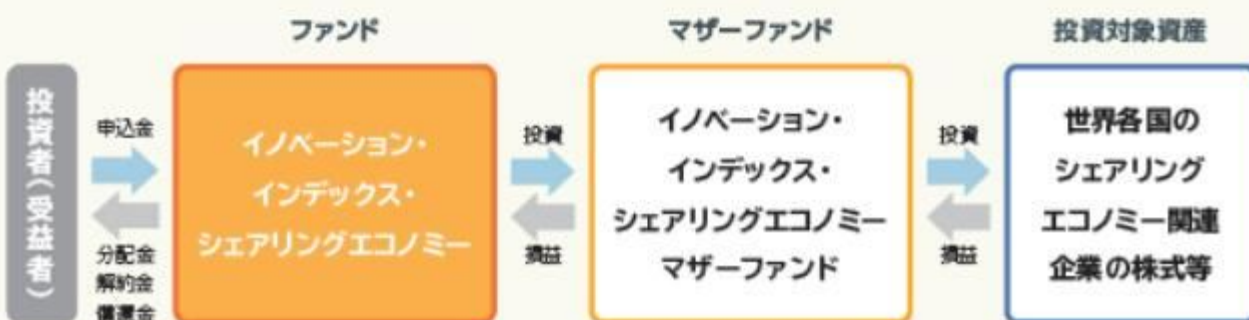 ファンド
マザーファンド
投資対象資産
投資者(受益者)
申込金
分配金
解約金
償還金
イノベーション・
インデックス・
シェアリングエコノミー
投資
損益
イノベーション・
インデックス・
シェアリングエコノミー
マザーファンド
投資
損益
世界各国の
シェアリング
エコノミー関連
企業の株式等